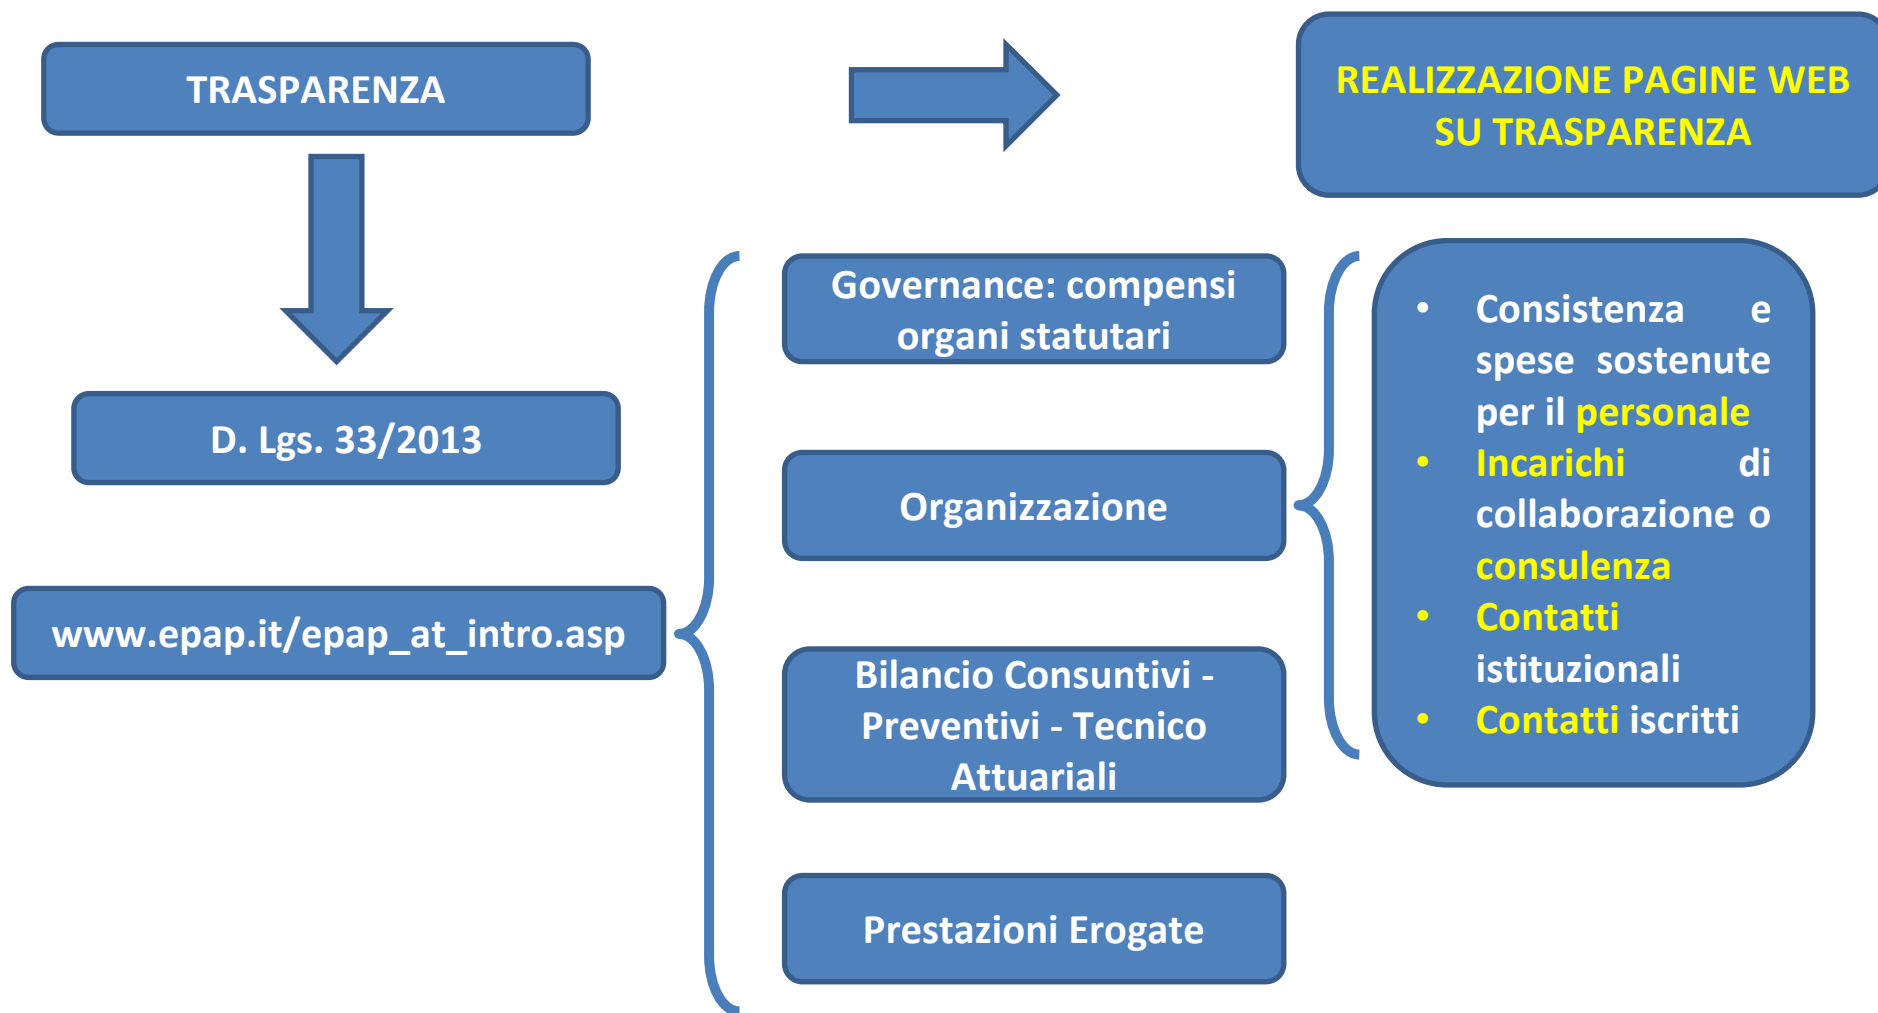 TRASPARENZA
REALIZZAZIONE PAGINE WEB
SU TRASPARENZA
D. Lgs. 33/2013
www.epap.it/epap_at_intro.asp
Governance: compensi
organi statutari
Organizzazione
Bilancio Consuntivi -
Preventivi - Tecnico
Attuariali
Prestazioni Erogate
• Consistenza e
spese sostenute
per il personale
• Incarichi di
collaborazione o
consulenza
• Contatti
istituzionali
• Contatti iscritti